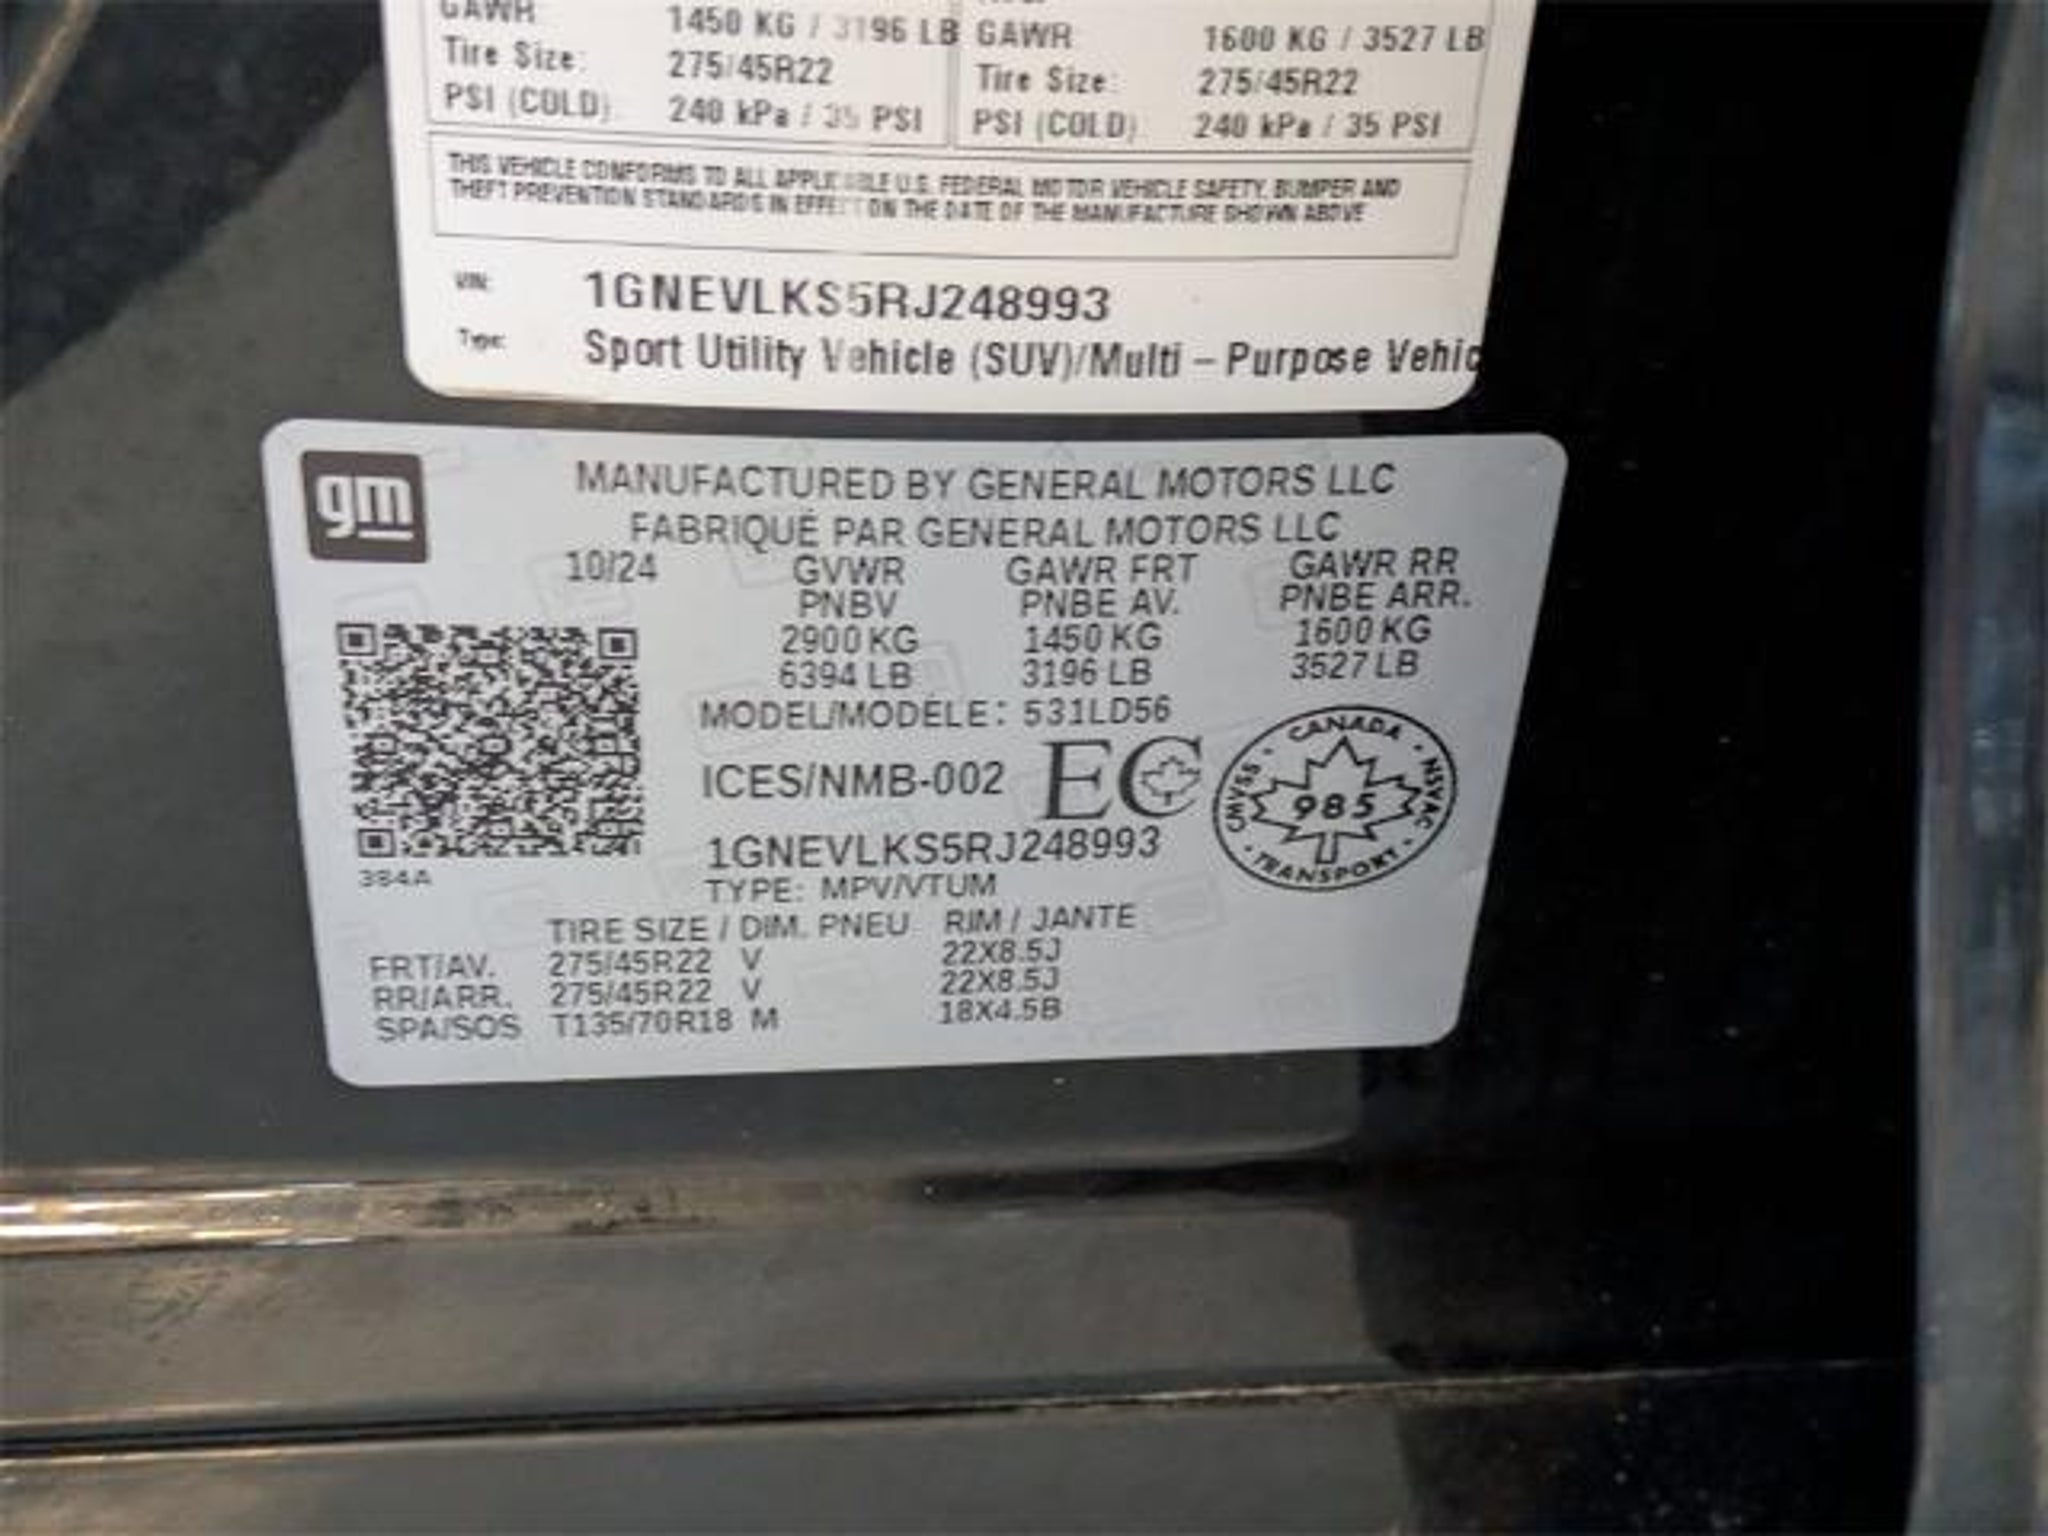 GAWR 1450 KG / 3196 LB GAWR 1600 KG / 3527 LB
Tire Size: 275/45R22 Tire Size: 275/45R22
PSI (COLD) 240 kPa / 35 PSI PSI (COLD) 240 kPa / 35 PSI
THIS VEHICLE CONFORMS TO ALL APPLICABLE U.S. FEDERAL MOTOR VEHICLE SAFETY, BUMPER AND
THEFT PREVENTION STANDARDS IN EFFECT ON THE DATE OF THE MANUFACTURE SHOWN ABOVE
VIN: 1GNEVLKS5RJ248993
Type: Sport Utility Vehicle (SUV)/Multi – Purpose Vehic
gm
MANUFACTURED BY GENERAL MOTORS LLC
FABRIQUÉ PAR GENERAL MOTORS LLC
10/24 GVWR GAWR FRT GAWR RR
PNBV PNBE AV. PNBE ARR.
2900 KG 1450 KG 1600 KG
6394 LB 3196 LB 3527 LB
MODEL/MODÈLE: 531LD56
ICES/NMB-002 EC
CANADA
CMVSS 985 NSVAC
TRANSPORT
1GNEVLKS5RJ248993
384A
TYPE: MPV/VTUM
TIRE SIZE / DIM. PNEU RIM / JANTE
FRT/AV. 275/45R22 V 22X8.5J
RR/ARR. 275/45R22 V 22X8.5J
SPA/SOS T135/70R18 M 18X4.5B